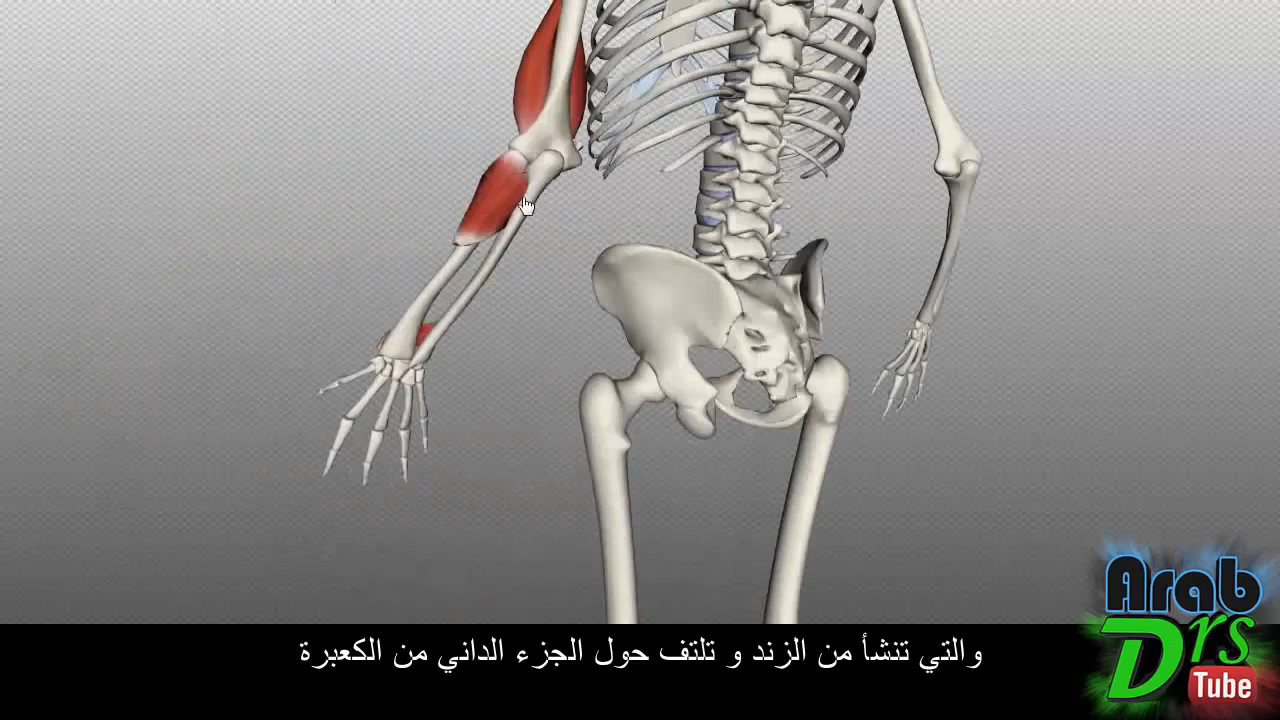 والتي تنشأ من الزند و تلتف حول الجزء الداني من الكعبرة
Arab
Drs
Tube